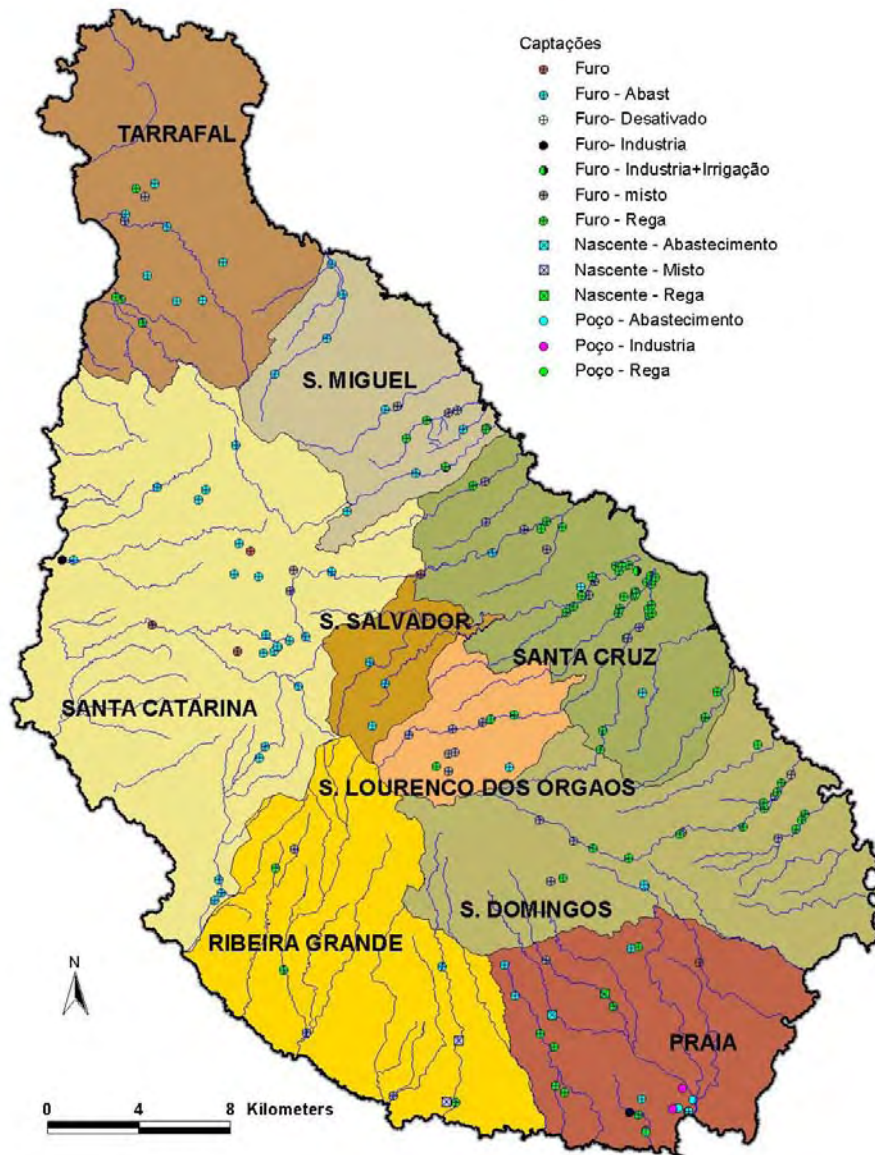 Captações
Furo
Furo - Abast
Furo- Desativado
Furo- Industria
Furo - Industria+Irrigação
Furo - misto
Furo - Rega
Nascente - Abastecimento
Nascente - Misto
Nascente - Rega
Poço - Abastecimento
Poço - Industria
Poço - Rega
TARRAFAL
S. MIGUEL
S. SALVADOR
SANTA CRUZ
SANTA CATARINA
S. LOURENCO DOS ORGAOS
S. DOMINGOS
RIBEIRA GRANDE
PRAIA
N
0 4 8 Kilometers